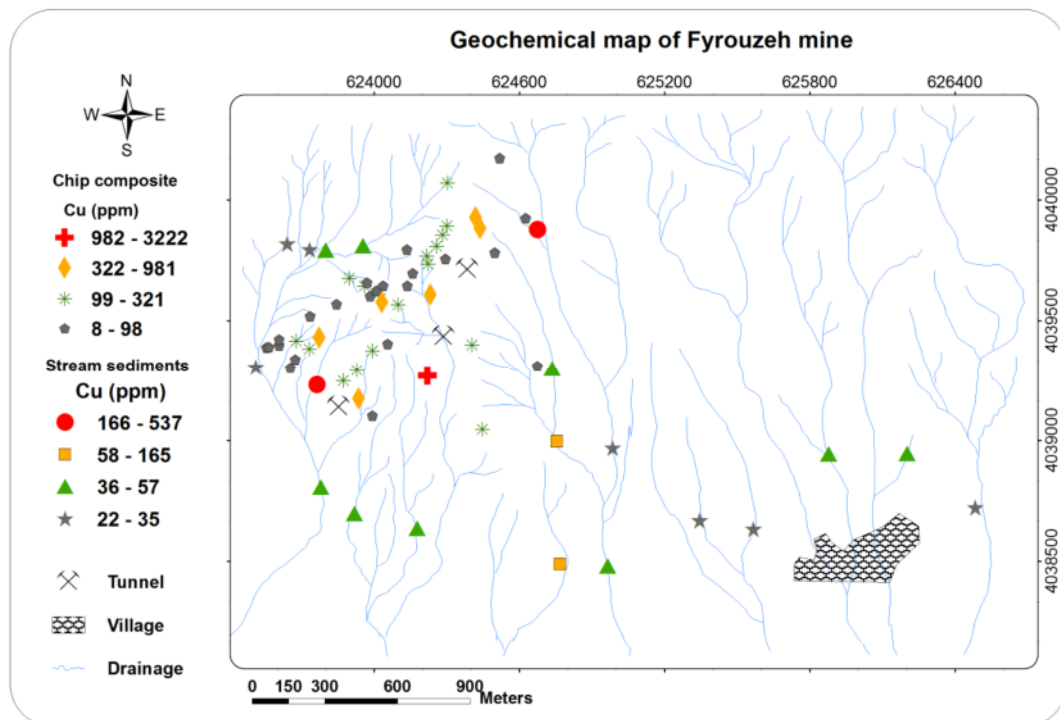 Geochemical map of Fyrouzeh mine
624000 624600 625200 625800 626400
N
W E
S
Chip composite
Cu (ppm)
982 - 3222
322 - 981
99 - 321
8 - 98
Stream sediments
Cu (ppm)
166 - 537
58 - 165
36 - 57
22 - 35
Tunnel
Village
Drainage
4040000
4039500
4039000
4038500
0 150 300 600 900
Meters